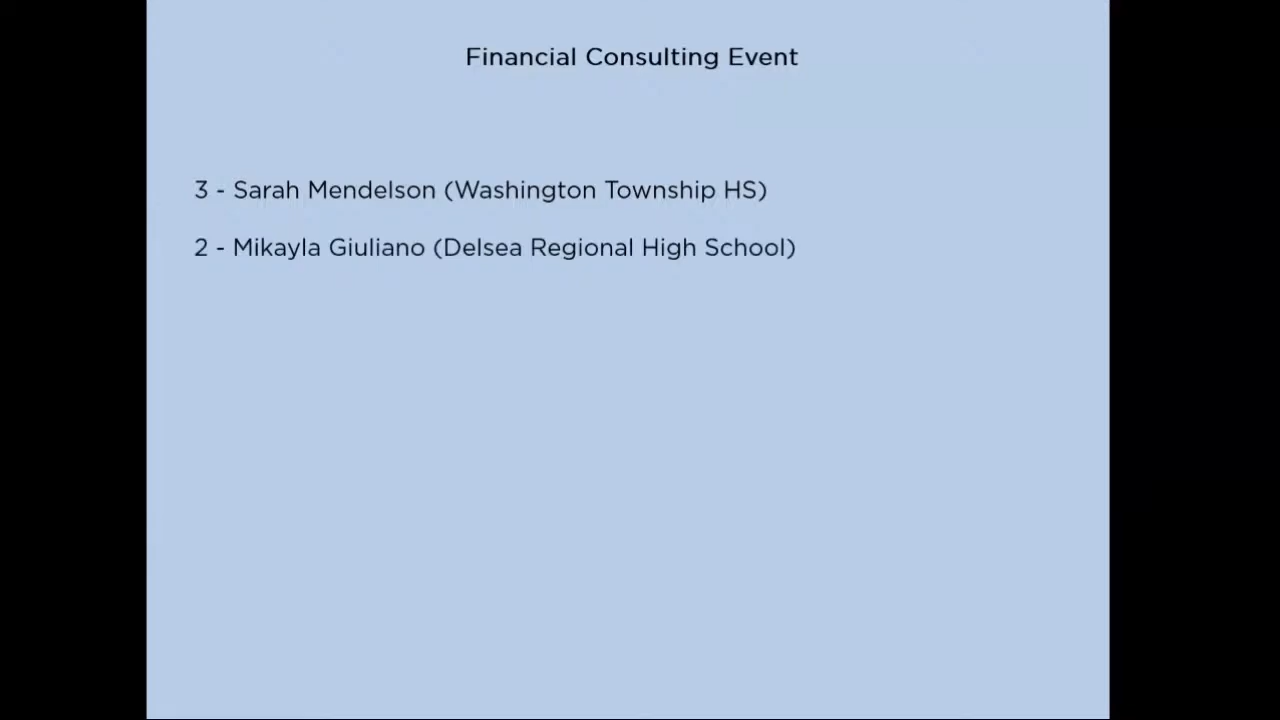 Financial Consulting Event
3 - Sarah Mendelson (Washington Township HS)
2 - Mikayla Giuliano (Delsea Regional High School)